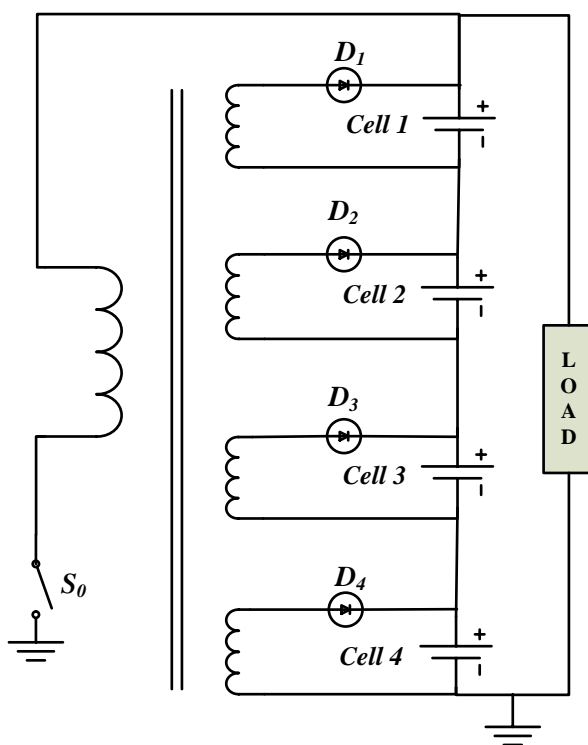 D1
+
Cell 1
-
D2
+
Cell 2
-
D3
+
Cell 3
-
D4
+
Cell 4
-
S0
L
O
A
D